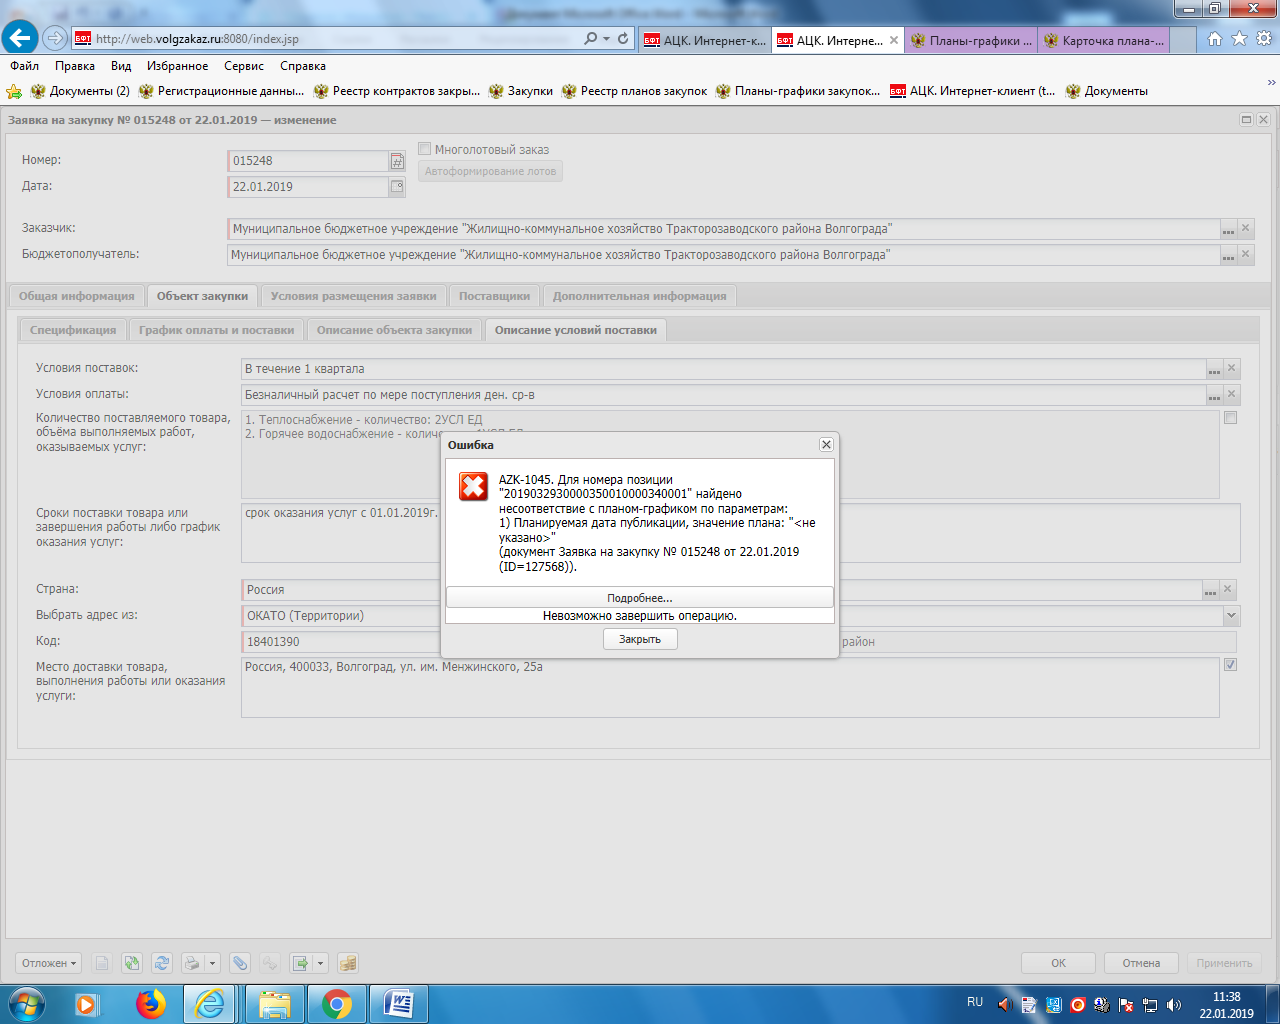 http://web.volgzakaz.ru:8080/index.jsp
БФТ АЦК. Интернет-к...
БФТ АЦК. Интерне...
Планы-графики ...
Карточка плана-...
Файл Правка Вид Избранное Сервис Справка
Документы (2) Регистрационные данны... Реестр контрактов закры... Закупки Реестр планов закупок Планы-графики закупок... БФТ АЦК. Интернет-клиент (t... Документы
Заявка на закупку № 015248 от 22.01.2019 — изменение
Номер: 015248
Многолотовый заказ
Автоформирование лотов
Дата: 22.01.2019
Заказчик: Муниципальное бюджетное учреждение "Жилищно-коммунальное хозяйство Тракторозаводского района Волгограда"
Бюджетополучатель: Муниципальное бюджетное учреждение "Жилищно-коммунальное хозяйство Тракторозаводского района Волгограда"
Общая информация Объект закупки Условия размещения заявки Поставщики Дополнительная информация
Спецификация График оплаты и поставки Описание объекта закупки Описание условий поставки
Условия поставок: В течение 1 квартала
Условия оплаты: Безналичный расчет по мере поступления ден. ср-в
Количество поставляемого товара,
объёма выполняемых работ,
оказываемых услуг:
1. Теплоснабжение - количество: 2УСЛ ЕД
2. Горячее водоснабжение -
Сроки поставки товара или
завершения работы либо график
оказания услуг:
срок оказания услуг с 01.01.2019г.
Страна: Россия
Выбрать адрес из: ОКАТО (Территории)
Код: 18401390
район
Место доставки товара,
выполнения работы или оказания
услуги:
Россия, 400033, Волгоград, ул. им. Менжинского, 25а
Ошибка
AZK-1045. Для номера позиции
"2019032930000350010000340001" найдено
несоответствие с планом-графиком по параметрам:
1) Планируемая дата публикации, значение плана: "<не
указано>"
(документ Заявка на закупку № 015248 от 22.01.2019
(ID=127568)).
Подробнее...
Невозможно завершить операцию.
Закрыть
Отложен
ОК Отмена Применить
RU
11:38
22.01.2019